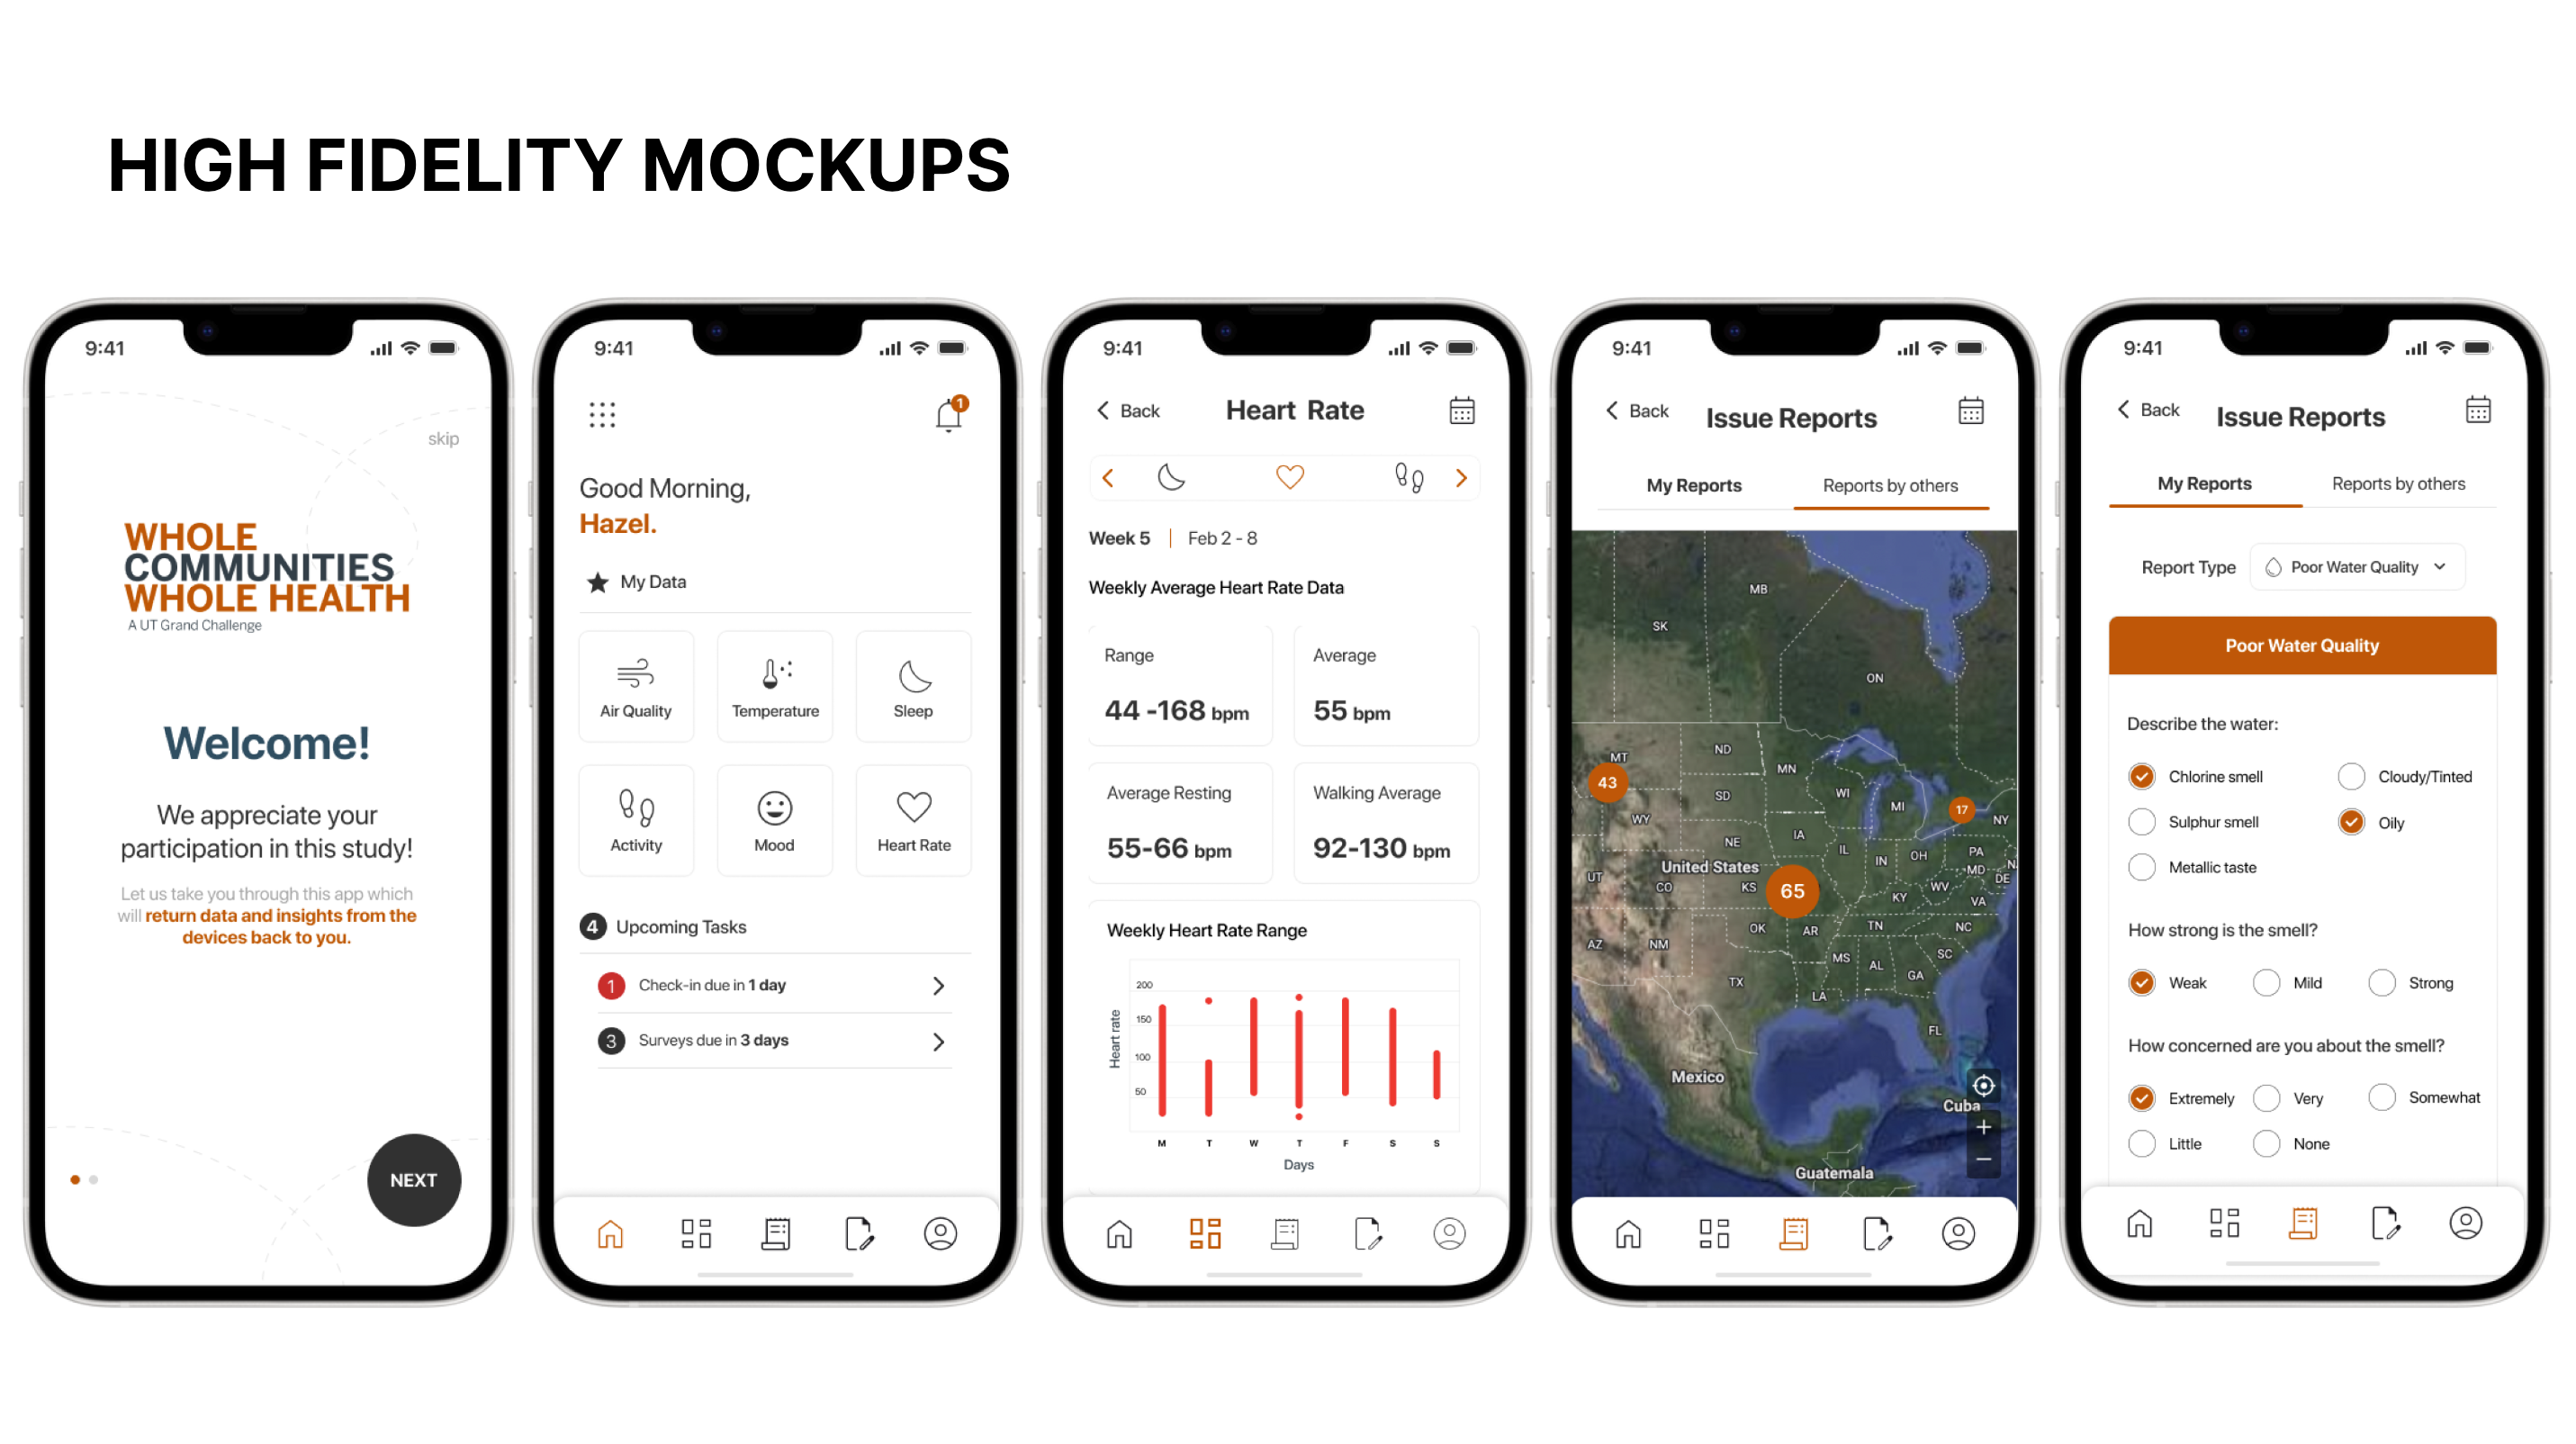 HIGH FIDELITY MOCKUPS
9:41
skip
WHOLE
COMMUNITIES
WHOLE HEALTH
A UT Grand Challenge
Welcome!
We appreciate your
participation in this study!
Let us take you through this app which
will return data and insights from the
devices back to you.
NEXT
9:41
1
Good Morning,
Hazel.
My Data
Air Quality
Temperature
Sleep
Activity
Mood
Heart Rate
4 Upcoming Tasks
1 Check-in due in 1 day
3 Surveys due in 3 days
9:41
Back
Heart Rate
Week 5 | Feb 2 - 8
Weekly Average Heart Rate Data
Range
44 -168 bpm
Average
55 bpm
Average Resting
55-66 bpm
Walking Average
92-130 bpm
Weekly Heart Rate Range
Heart rate
200
150
100
50
M T W T F S S
Days
9:41
Back
Issue Reports
My Reports
Reports by others
MB
SK
ON
MT
ND
MN
43
SD
WI
MI
17
NY
WY
IA
NE
IL
IN
OH
PA
N
United States
MD
DE
UT
CO
KS
65
WV
KY
VA
OK
AR
TN
NC
AZ
NM
MS
AL
SC
GA
TX
LA
FL
Mexico
Cuba
+
−
Guatemala
9:41
Back
Issue Reports
My Reports
Reports by others
Report Type
Poor Water Quality
Poor Water Quality
Describe the water:
Chlorine smell
Cloudy/Tinted
Sulphur smell
Oily
Metallic taste
How strong is the smell?
Weak
Mild
Strong
How concerned are you about the smell?
Extremely
Very
Somewhat
Little
None